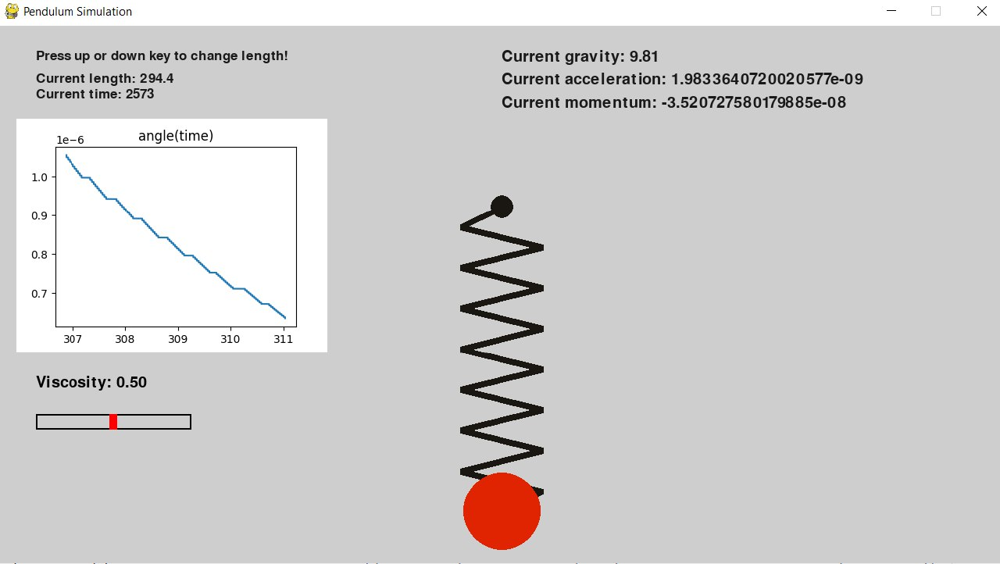 Pendulum Simulation
Press up or down key to change length!
Current length: 294.4
Current time: 2573
Current gravity: 9.81
Current acceleration: 1.9833640720020577e-09
Current momentum: -3.520727580179885e-08
angle(time)
1e−6
1.0
0.9
0.8
0.7
307 308 309 310 311
Viscosity: 0.50